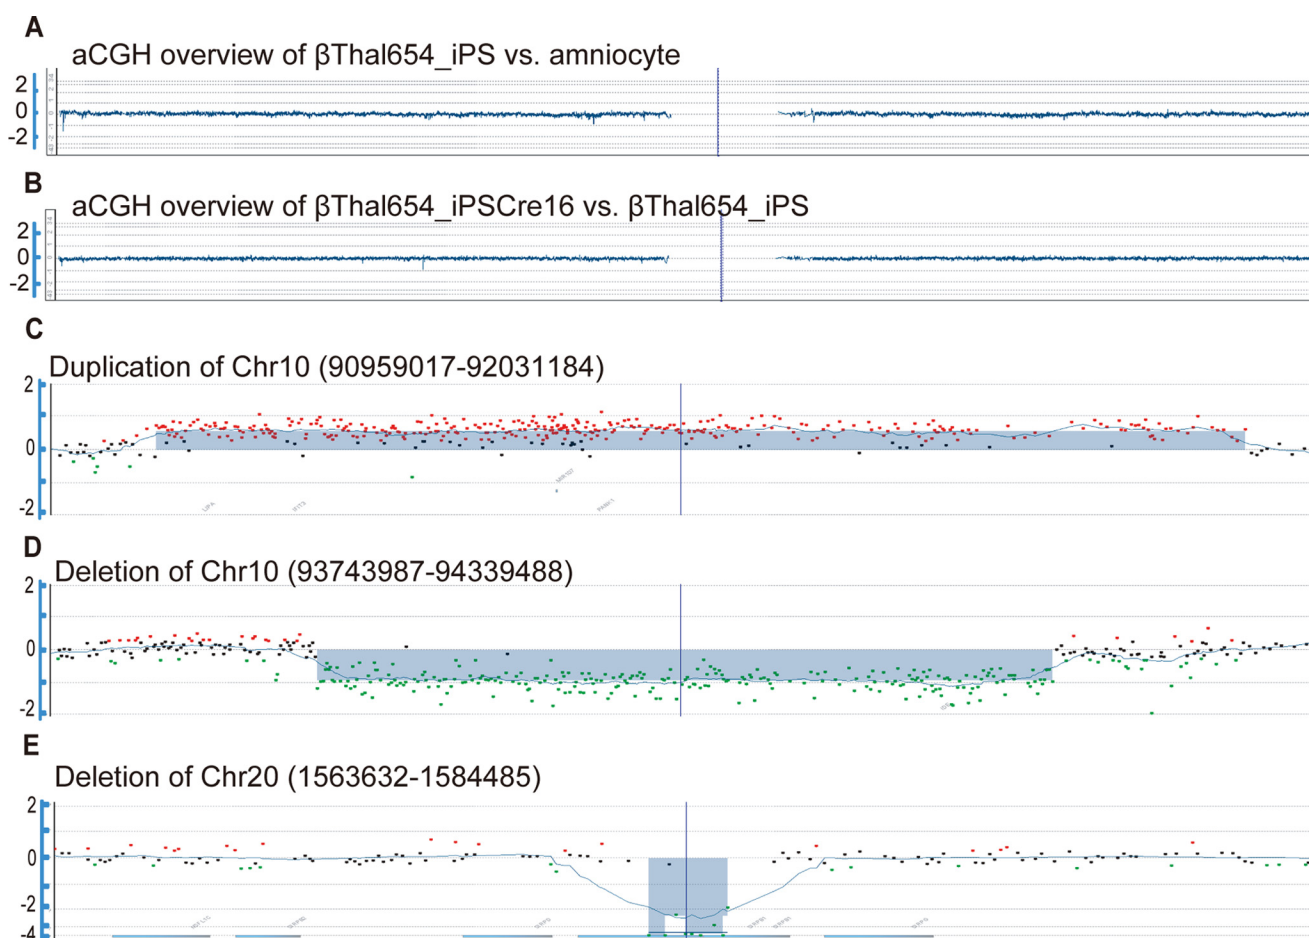 A
aCGH overview of βThal654_iPS vs. amniocyte
2
0
-2
B
aCGH overview of βThal654_iPSCre16 vs. βThal654_iPS
2
0
-2
C
Duplication of Chr10 (90959017-92031184)
2
0
-2
D
Deletion of Chr10 (93743987-94339488)
2
0
-2
E
Deletion of Chr20 (1563632-1584485)
2
0
-2
-4